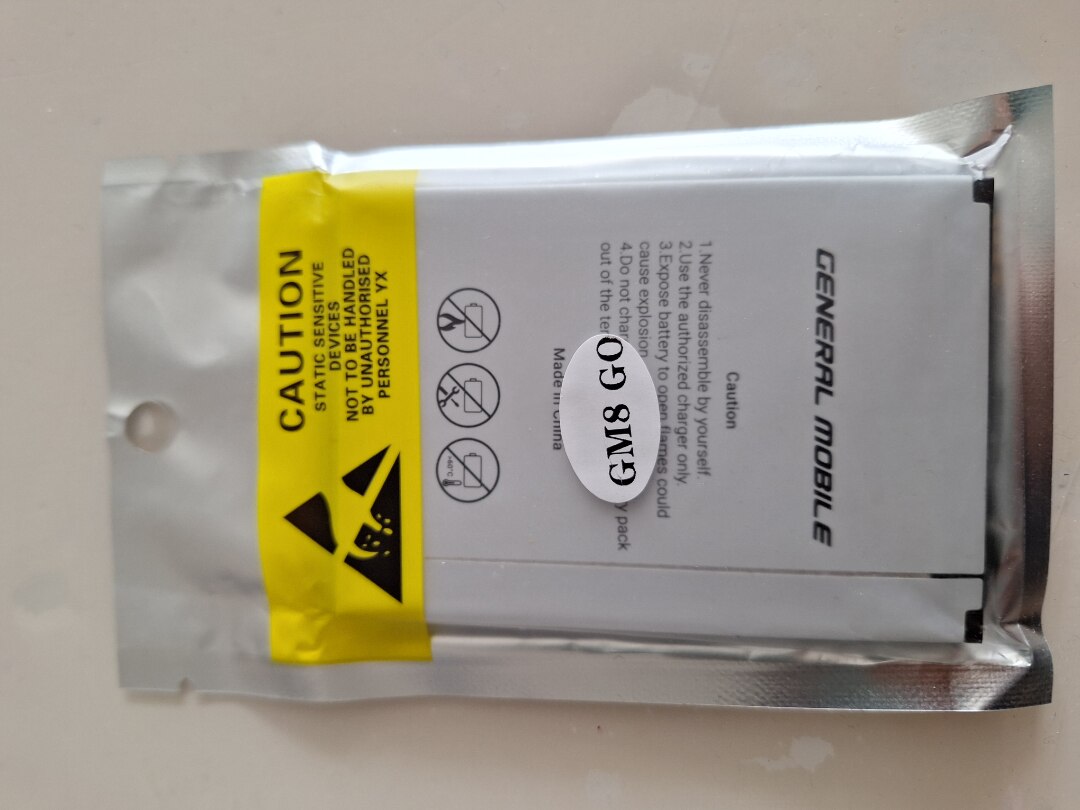 CAUTION
STATIC SENSITIVE
DEVICES
NOT TO BE HANDLED
BY UNAUTHORISED
PERSONNEL YX
GENERAL MOBILE
Caution
1.Never disassemble by yourself.
2.Use the authorized charger only.
3.Expose battery to open flames could
cause explosion.
4.Do not pack
out of the
Made in China
GM8 GO